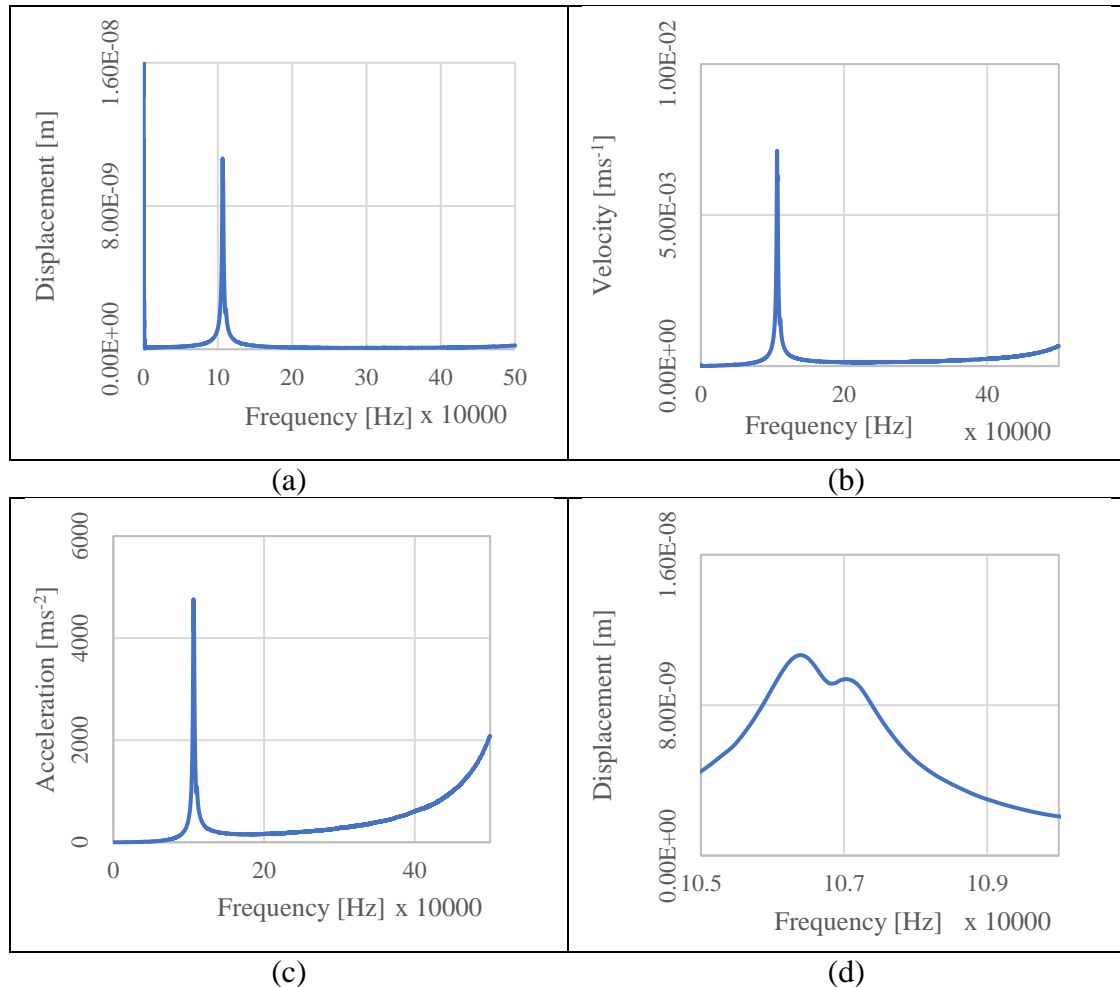 Displacement [m]
1.60E-08
8.00E-09
0.00E+00
0 10 20 30 40 50
Frequency [Hz] x 10000
(a)
Velocity [ms⁻¹]
1.00E-02
5.00E-03
0.00E+00
0 20 40
Frequency [Hz] x 10000
(b)
Acceleration [ms⁻²]
6000
4000
2000
0
0 20 40
Frequency [Hz] x 10000
(c)
Displacement [m]
1.60E-08
8.00E-09
0.00E+00
10.5 10.7 10.9
Frequency [Hz] x 10000
(d)